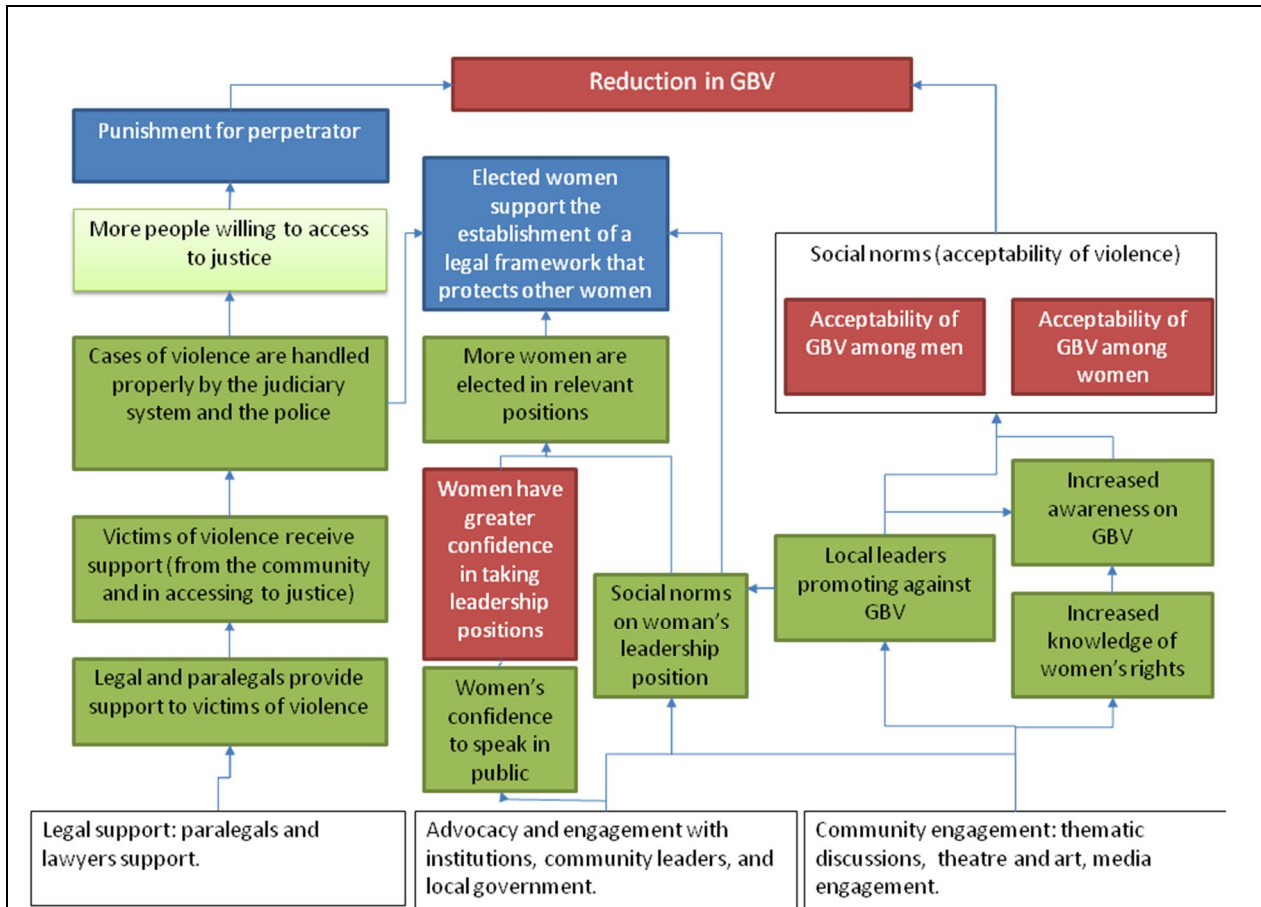 Reduction in GBV
Punishment for perpetrator
More people willing to access
to justice
Cases of violence are handled
properly by the judiciary
system and the police
Victims of violence receive
support (from the community
and in accessing to justice)
Legal and paralegals provide
support to victims of violence
Legal support: paralegals and
lawyers support.
Elected women
support the
establishment of a
legal framework that
protects other women
More women are
elected in relevant
positions
Women have
greater
confidence
in taking
leadership
positions
Women's
confidence
to speak in
public
Social norms
on woman's
leadership
position
Advocacy and engagement with
institutions, community leaders, and
local government.
Social norms (acceptability of violence)
Acceptability of
GBV among men
Acceptability of
GBV among
women
Local leaders
promoting against
GBV
Increased
awareness on
GBV
Increased
knowledge of
women's rights
Community engagement: thematic
discussions,  theatre and art, media
engagement.